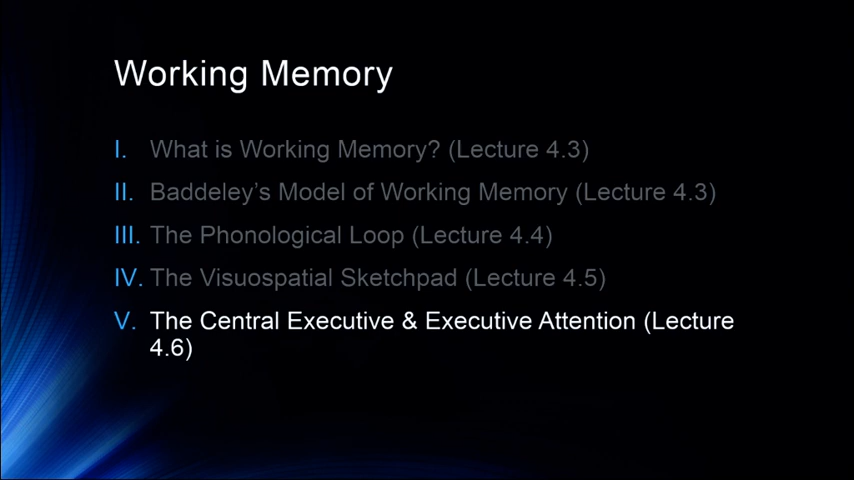 Working Memory
I. What is Working Memory? (Lecture 4.3)
II. Baddeley's Model of Working Memory (Lecture 4.3)
III. The Phonological Loop (Lecture 4.4)
IV. The Visuospatial Sketchpad (Lecture 4.5)
V. The Central Executive & Executive Attention (Lecture
4.6)